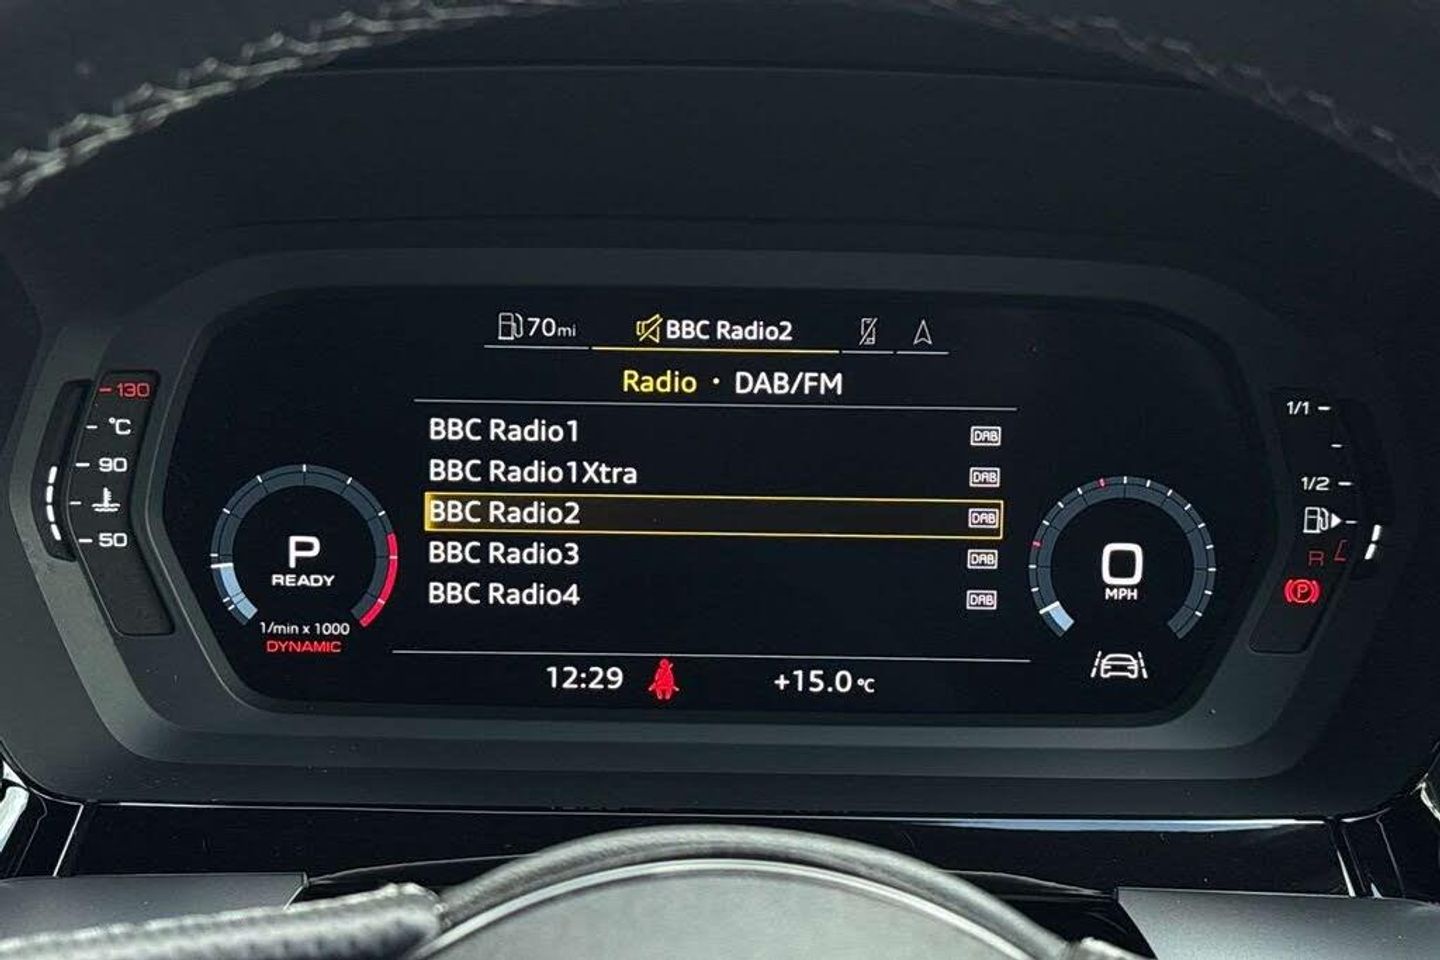 70mi BBC Radio2
Radio · DAB/FM
BBC Radio1 DAB
BBC Radio1Xtra DAB
BBC Radio2 DAB
BBC Radio3 DAB
BBC Radio4 DAB
12:29 +15.0 °C
130
°C
90
50
P
READY
1/min x 1000
DYNAMIC
0
MPH
1/1
1/2
R
P